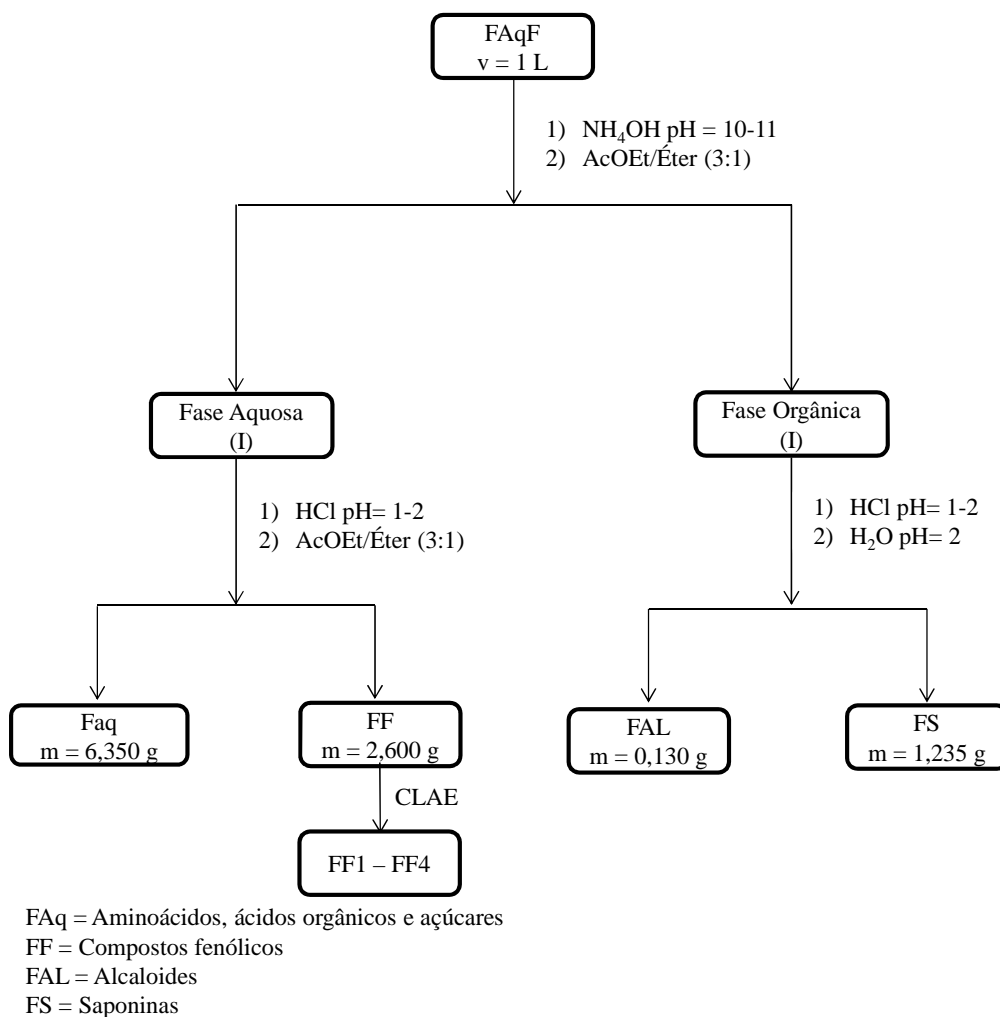 FAqF
v = 1 L
1) NH₄OH pH = 10-11
2) AcOEt/Éter (3:1)
Fase Aquosa
(I)
Fase Orgânica
(I)
1) HCl pH= 1-2
2) AcOEt/Éter (3:1)
1) HCl pH= 1-2
2) H₂O pH= 2
Faq
m = 6,350 g
FF
m = 2,600 g
FAL
m = 0,130 g
FS
m = 1,235 g
CLAE
FF1 – FF4
FAq = Aminoácidos, ácidos orgânicos e açúcares
FF = Compostos fenólicos
FAL = Alcaloides
FS = Saponinas